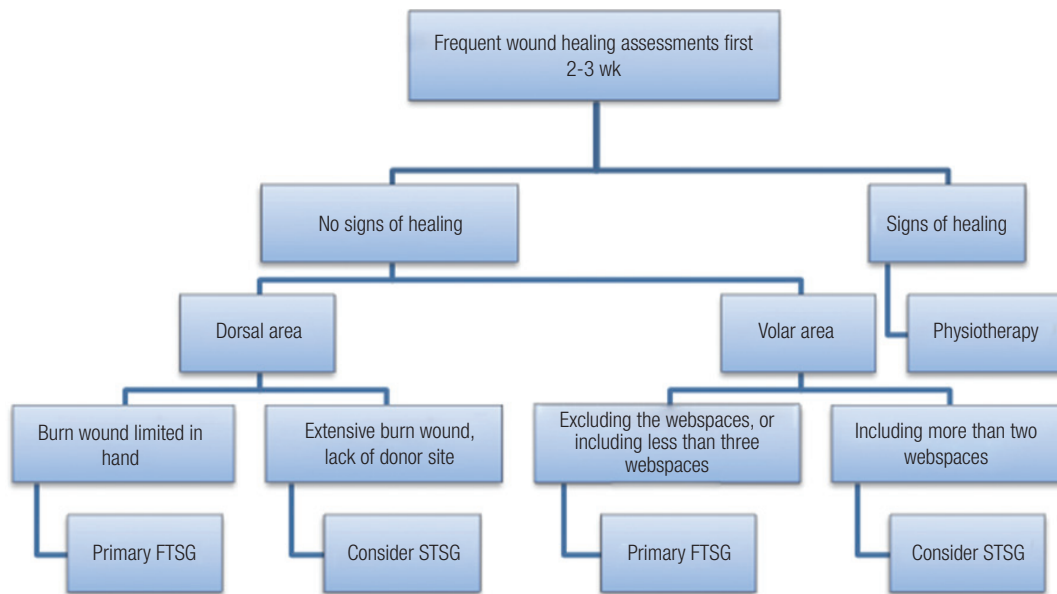 Frequent wound healing assessments first
2-3 wk
No signs of healing
Signs of healing
Dorsal area
Volar area
Physiotherapy
Burn wound limited in
hand
Extensive burn wound,
lack of donor site
Excluding the webspaces, or
including less than three
webspaces
Including more than two
webspaces
Primary FTSG
Consider STSG
Primary FTSG
Consider STSG